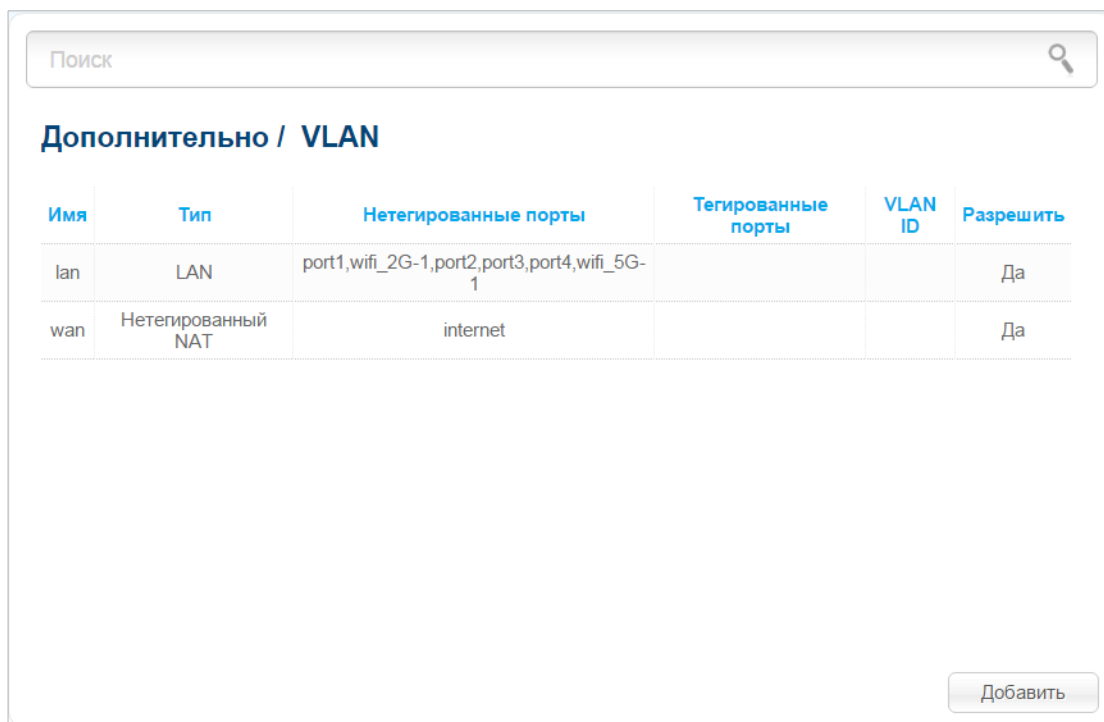 Поиск
Дополнительно / VLAN
Имя Тип Нетегированные порты Тегированные порты VLAN ID Разрешить
lan LAN port1,wifi_2G-1,port2,port3,port4,wifi_5G-1 Да
wan Нетегированный NAT internet Да
Добавить